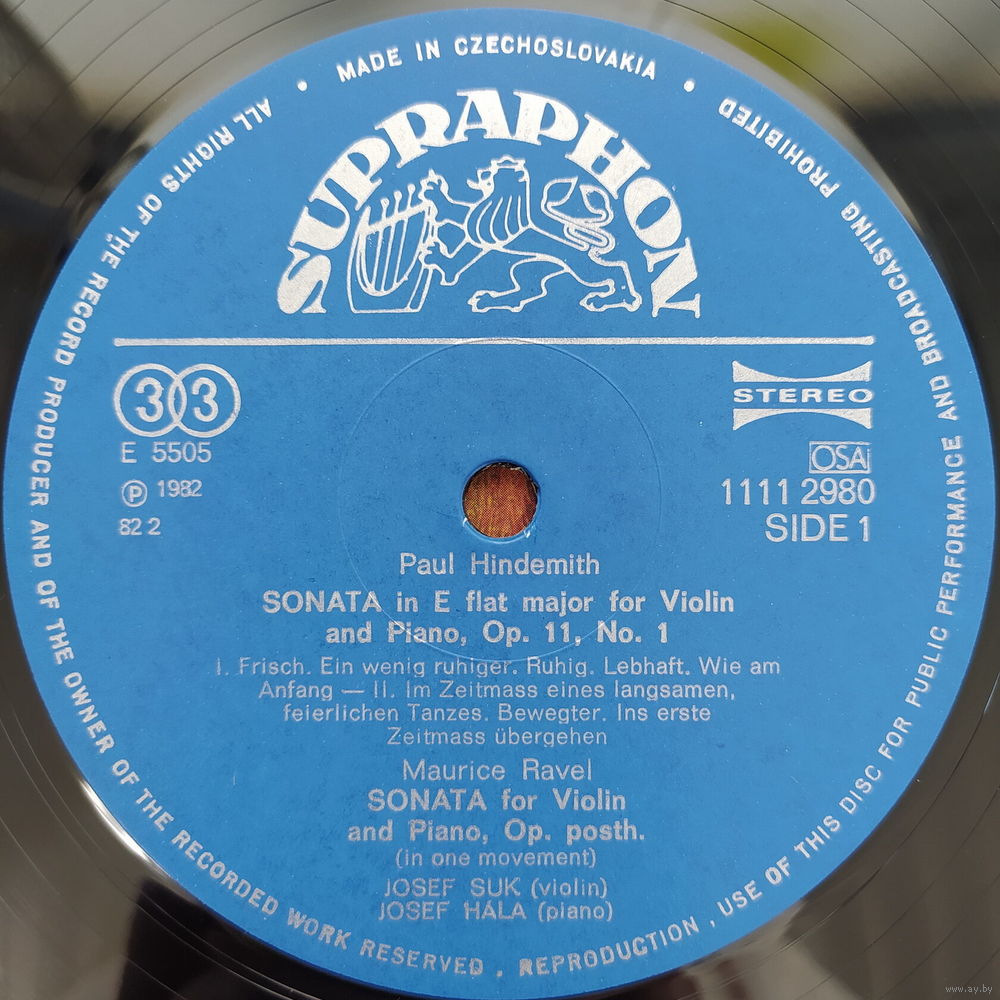 MADE IN CZECHOSLOVAKIA
ALL RIGHTS OF THE RECORD PRODUCER AND OF THE OWNER OF THE RECORDED WORK RESERVED . REPRODUCTION , USE OF THIS DISC FOR PUBLIC PERFORMANCE AND BROADCASTING PROHIBITED
SUPRAPHON
33
STEREO
E 5505
OSA
Ⓟ 1982
1111 2980
82 2
SIDE 1
Paul Hindemith
SONATA in E flat major for Violin
and Piano, Op. 11, No. 1
I. Frisch. Ein wenig ruhiger. Ruhig. Lebhaft. Wie am
Anfang — II. Im Zeitmass eines langsamen,
feierlichen Tanzes. Bewegter. Ins erste
Zeitmass übergehen
Maurice Ravel
SONATA for Violin
and Piano, Op. posth.
(in one movement)
JOSEF SUK (violin)
JOSEF HÁLA (piano)
www.ay.by